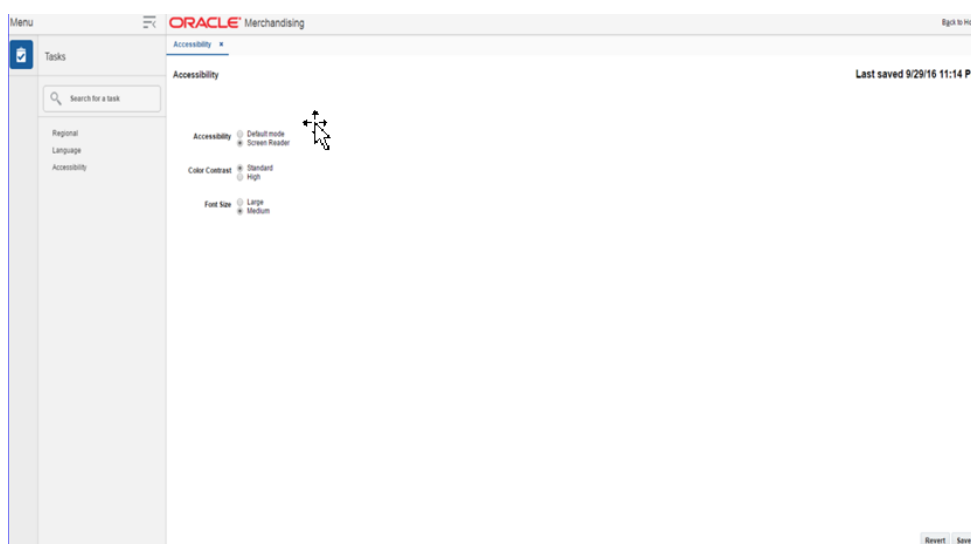 Menu
ORACLE® Merchandising
Accessibility ×
Tasks
Accessibility
Last saved 9/29/16 11:14 P
Search for a task
Regional
Language
Accessibility
Accessibility
Default mode
Screen Reader
Color Contrast
Standard
High
Font Size
Large
Medium
Revert
Save